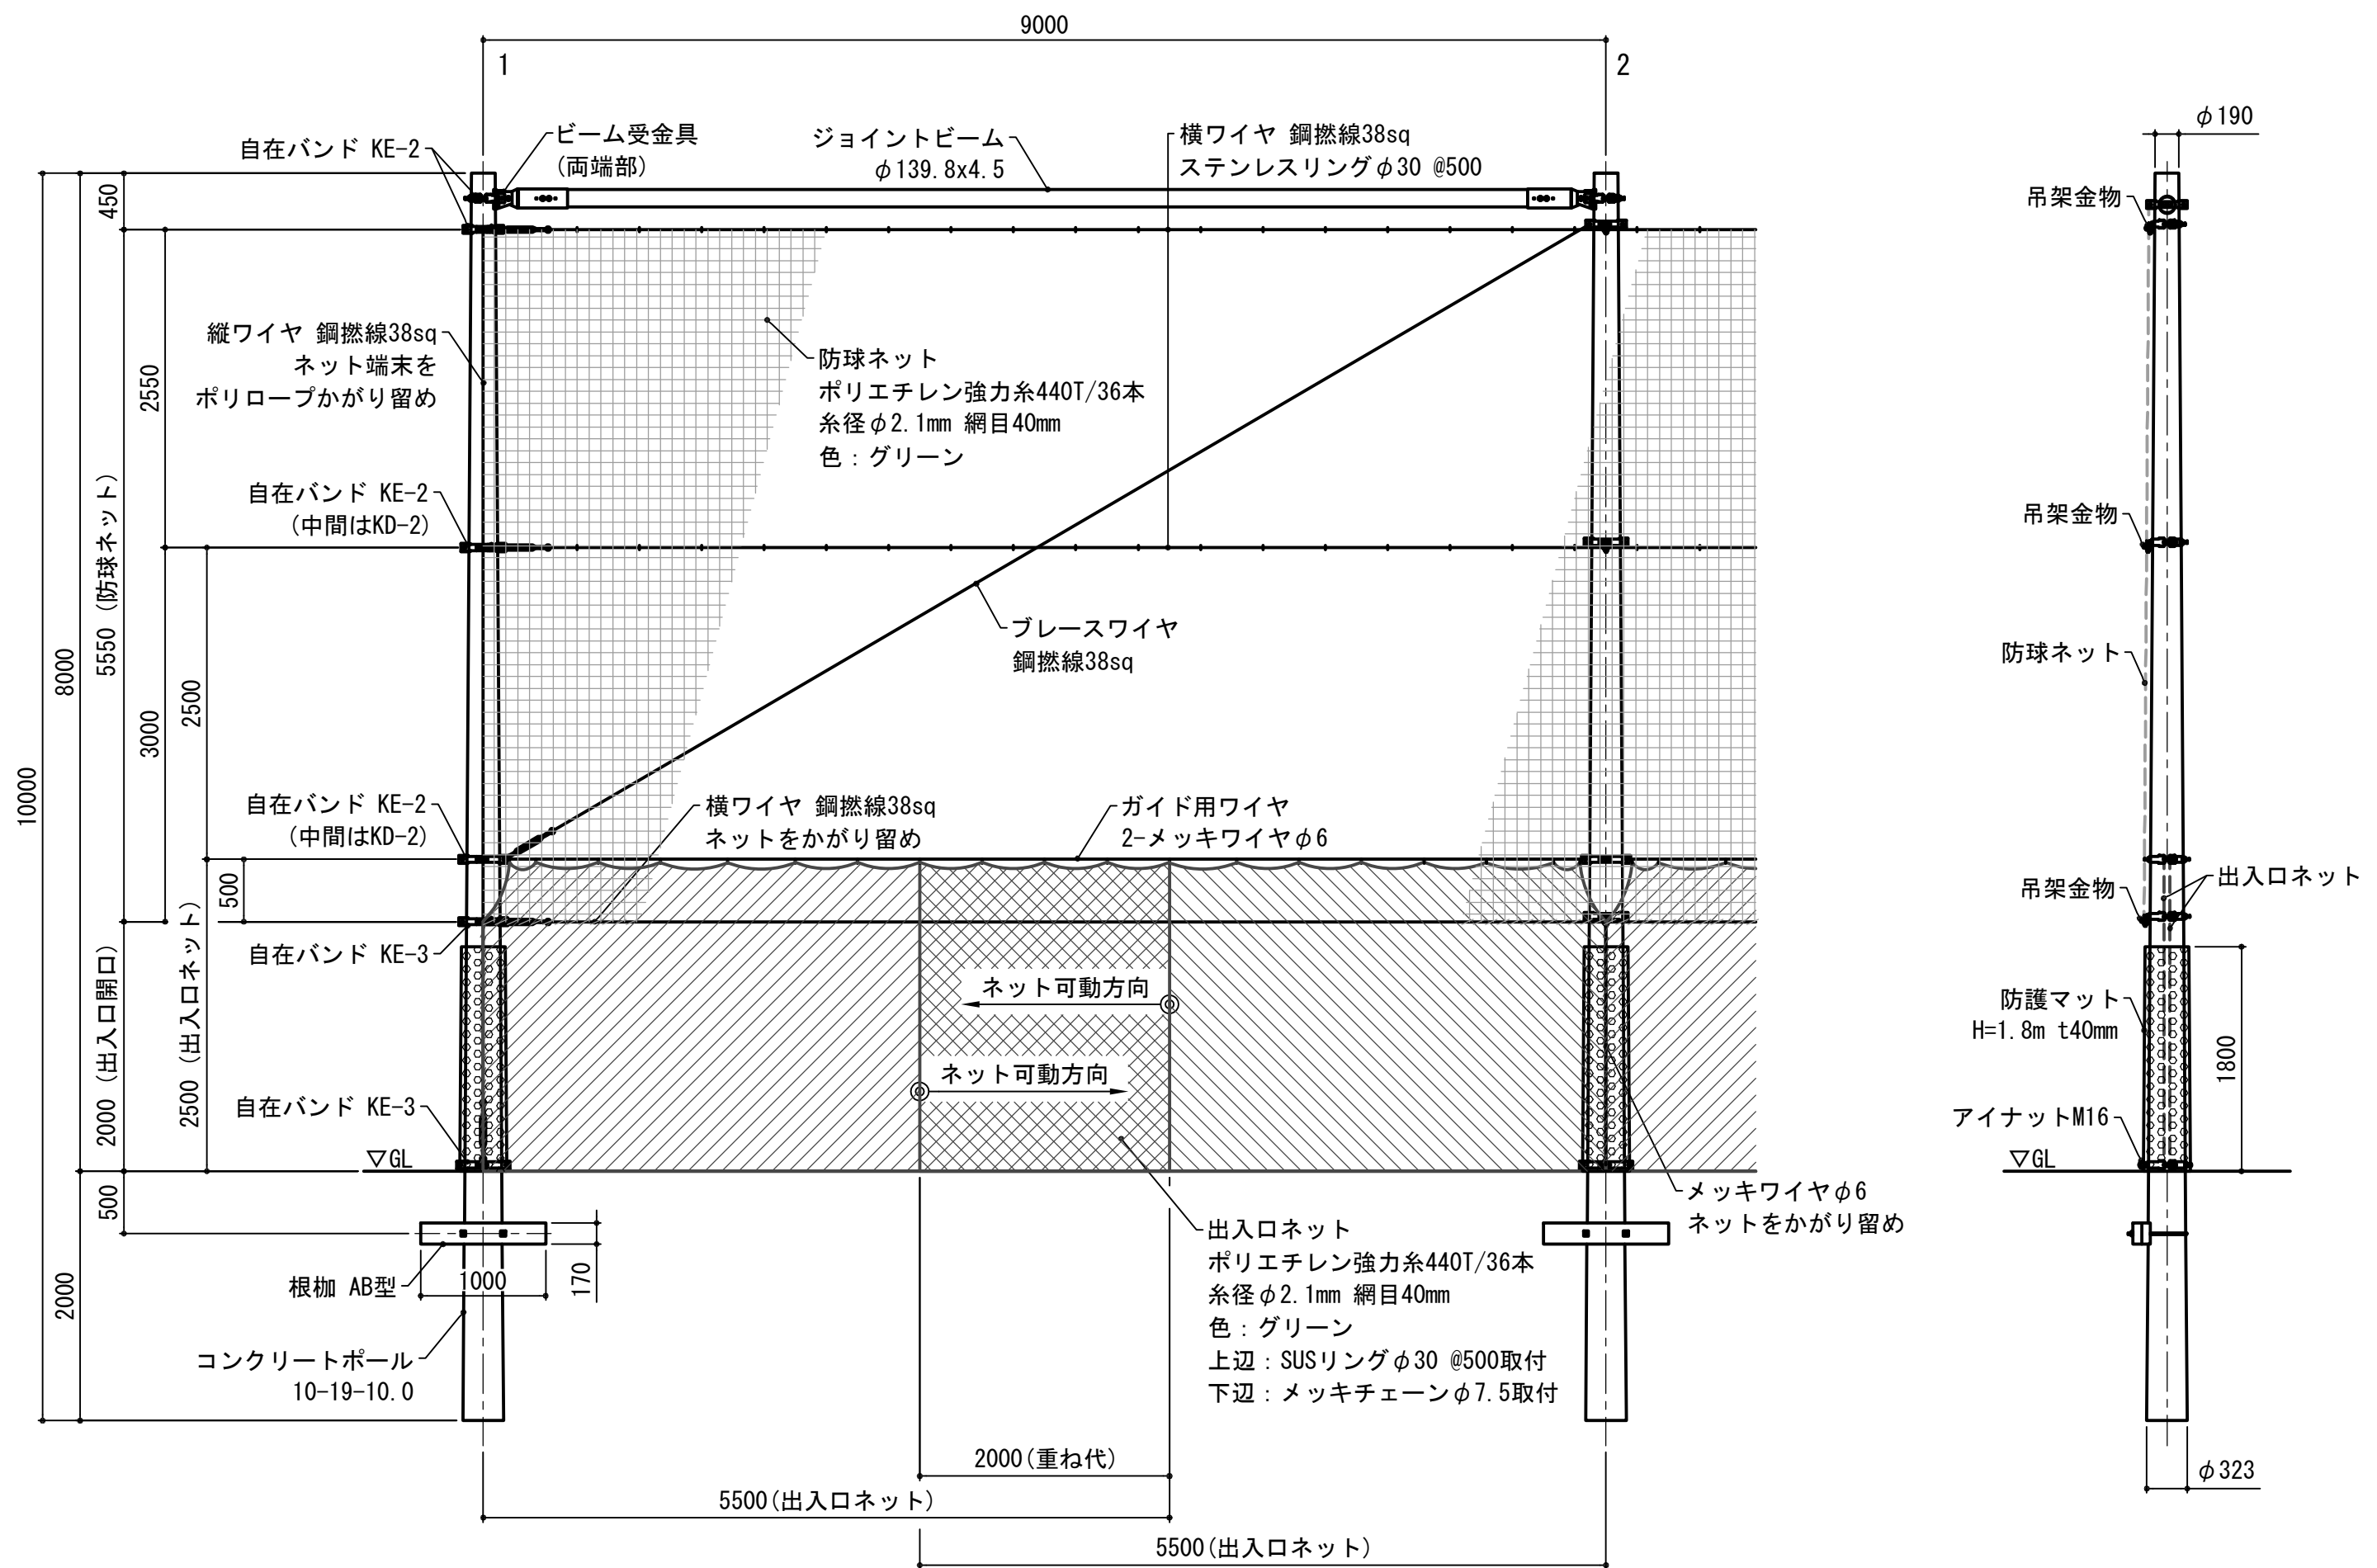 9000
1
2
φ190
自在バンド KE-2
ビーム受金具
(両端部)
ジョイントビーム
φ139.8x4.5
横ワイヤ 鋼撚線38sq
ステンレスリングφ30 @500
吊架金物
450
縦ワイヤ 鋼撚線38sq
ネット端末を
ポリロープかがり留め
防球ネット
ポリエチレン強力糸440T/36本
糸径φ2.1mm 網目40mm
色：グリーン
2550
自在バンド KE-2
(中間はKD-2)
吊架金物
5550 (防球ネット)
8000
10000
3000
2500
ブレースワイヤ
鋼撚線38sq
防球ネット
自在バンド KE-2
(中間はKD-2)
横ワイヤ 鋼撚線38sq
ネットをかがり留め
ガイド用ワイヤ
2-メッキワイヤφ6
500
吊架金物
出入口ネット
自在バンド KE-3
2000 (出入口開口)
2500 (出入口ネット)
ネット可動方向
ネット可動方向
防護マット
H=1.8m t40mm
1800
自在バンド KE-3
アイナットM16
▽GL
▽GL
500
メッキワイヤφ6
ネットをかがり留め
2000
根枷 AB型
1000
170
出入口ネット
ポリエチレン強力糸440T/36本
糸径φ2.1mm 網目40mm
色：グリーン
上辺：SUSリングφ30 @500取付
下辺：メッキチェーンφ7.5取付
コンクリートポール
10-19-10.0
2000(重ね代)
φ323
5500(出入口ネット)
5500(出入口ネット)